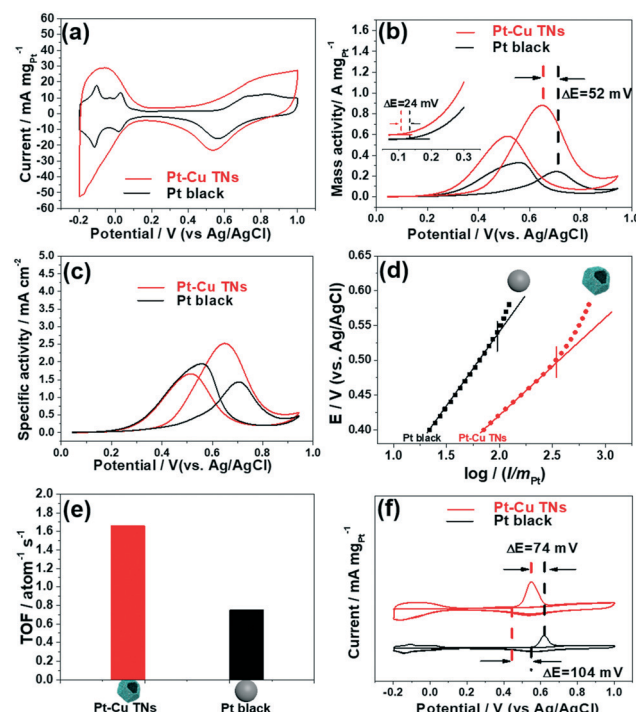 (a)
Current / mA mg_Pt^-1
60
50
40
30
20
10
0
10
20
30
40
50
60
-0.2
0.0
0.2
0.4
0.6
0.8
1.0
Pt-Cu TNs
Pt black
Potential / V (vs Ag/AgCl)
(b)
Mass activity/ A mg_Pt^-1
1.8
1.6
1.4
1.2
1.0
0.8
0.6
0.4
0.2
0.0
0.0
0.2
0.4
0.6
0.8
1.0
Pt-Cu TNs
Pt black
ΔE=52 mV
ΔE=24 mV
0.1
0.2
0.3
Potential / V(vs. Ag/AgCl)
(c)
Specific activity / mA cm^-2
5.0
4.5
4.0
3.5
3.0
2.5
2.0
1.5
1.0
0.5
0.0
0.0
0.2
0.4
0.6
0.8
1.0
Pt-Cu TNs
Pt black
Potential / V(vs. Ag/AgCl)
(d)
E / V (vs. Ag/AgCl)
0.65
0.60
0.55
0.50
0.45
0.40
1.0
1.5
2.0
2.5
3.0
Pt black
Pt-Cu TNs
log / (I/m_Pt)
(e)
TOF / atom^-1 s^-1
2.0
1.8
1.6
1.4
1.2
1.0
0.8
0.6
0.4
0.2
0.0
Pt-Cu TNs
Pt black
(f)
Current / mA mg_Pt^-1
Pt-Cu TNs
Pt black
ΔE=74 mV
ΔE=104 mV
-0.2
0.0
0.2
0.4
0.6
0.8
1.0
Potential / V (vs Ag/AgCl)